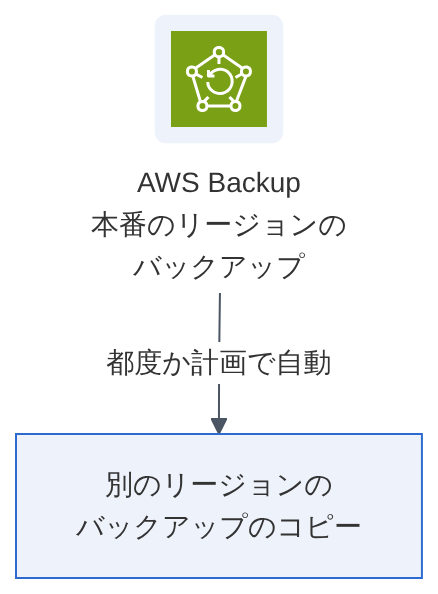 AWS Backup
本番のリージョンの
バックアップ
都度か計画で自動
別のリージョンの
バックアップのコピー